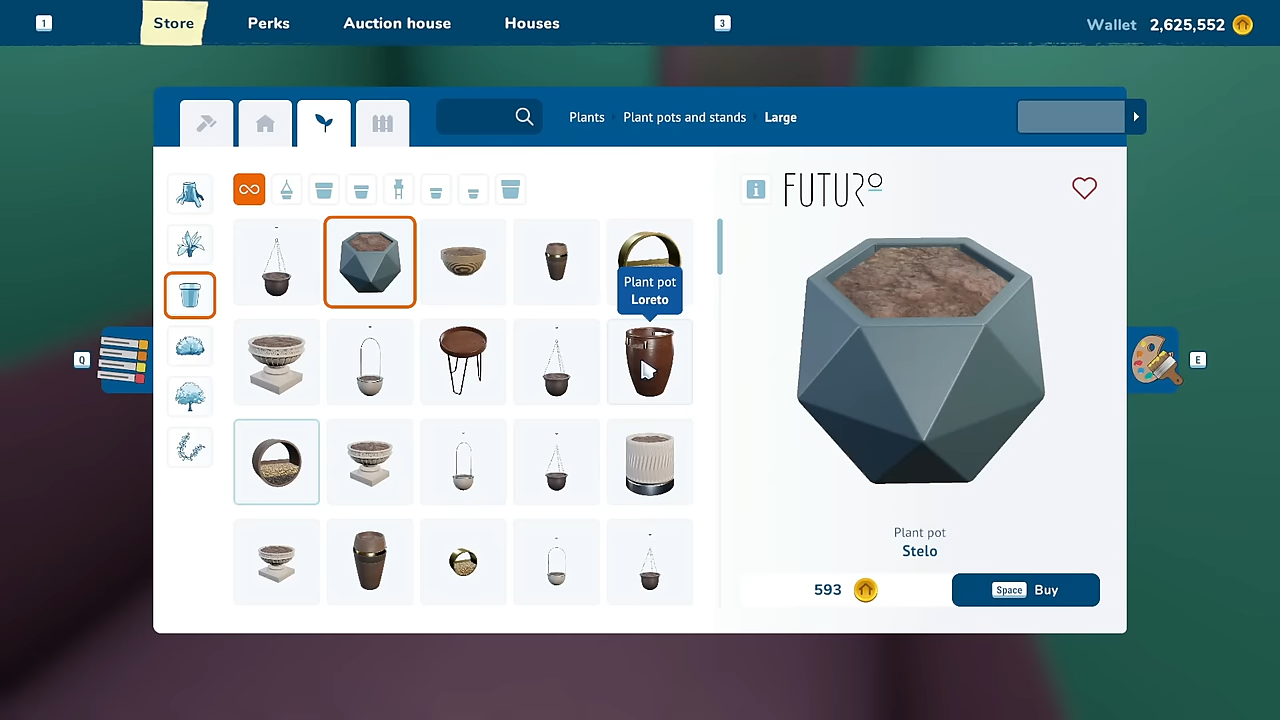 1 Store Perks Auction house Houses 3 Wallet 2,625,552
Plants Plant pots and stands Large
i FUTURO
Plant pot
Loreto
Q
E
Plant pot
Stelo
593 Space Buy